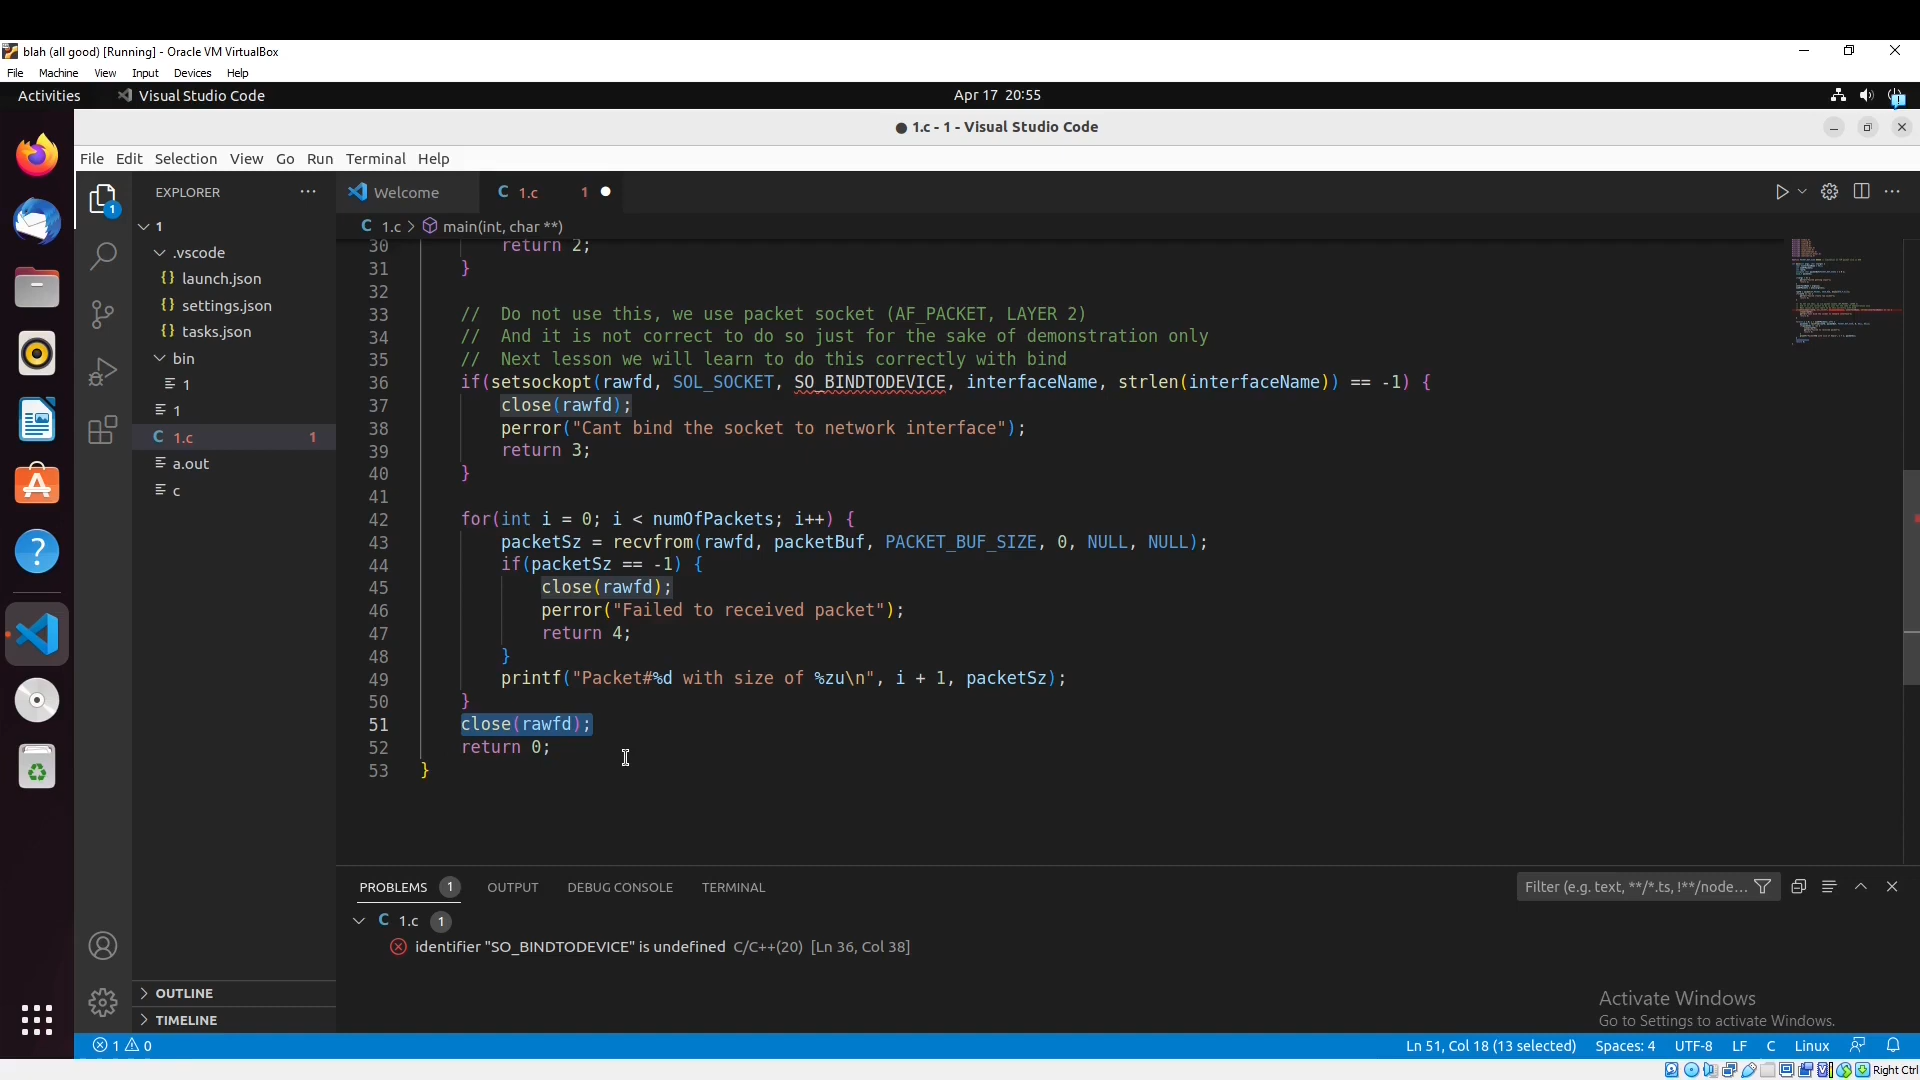 blah (all good) [Running] - Oracle VM VirtualBox
File Machine View Input Devices Help
Activities Visual Studio Code Apr 17 20:55
● 1.c - 1 - Visual Studio Code
File Edit Selection View Go Run Terminal Help
EXPLORER ...
Welcome
C 1.c 1
C 1.c > main(int, char **)
1
.vscode
{} launch.json
{} settings.json
{} tasks.json
bin
1
1
C 1.c 1
a.out
c
OUTLINE
TIMELINE
30 return 2;
31 }
32
33 // Do not use this, we use packet socket (AF_PACKET, LAYER 2)
34 // And it is not correct to do so just for the sake of demonstration only
35 // Next lesson we will learn to do this correctly with bind
36 if(setsockopt(rawfd, SOL_SOCKET, SO_BINDTODEVICE, interfaceName, strlen(interfaceName)) == -1) {
37 close(rawfd);
38 perror("Cant bind the socket to network interface");
39 return 3;
40 }
41
42 for(int i = 0; i < numOfPackets; i++) {
43 packetSz = recvfrom(rawfd, packetBuf, PACKET_BUF_SIZE, 0, NULL, NULL);
44 if(packetSz == -1) {
45 close(rawfd);
46 perror("Failed to received packet");
47 return 4;
48 }
49 printf("Packet#%d with size of %zu\n", i + 1, packetSz);
50 }
51 close(rawfd);
52 return 0;
53 }
PROBLEMS 1 OUTPUT DEBUG CONSOLE TERMINAL Filter (e.g. text, **/*.ts, !**/node...
C 1.c 1
identifier "SO_BINDTODEVICE" is undefined C/C++(20) [Ln 36, Col 38]
Activate Windows
Go to Settings to activate Windows.
1 0 Ln 51, Col 18 (13 selected) Spaces: 4 UTF-8 LF C Linux
Right Ctrl